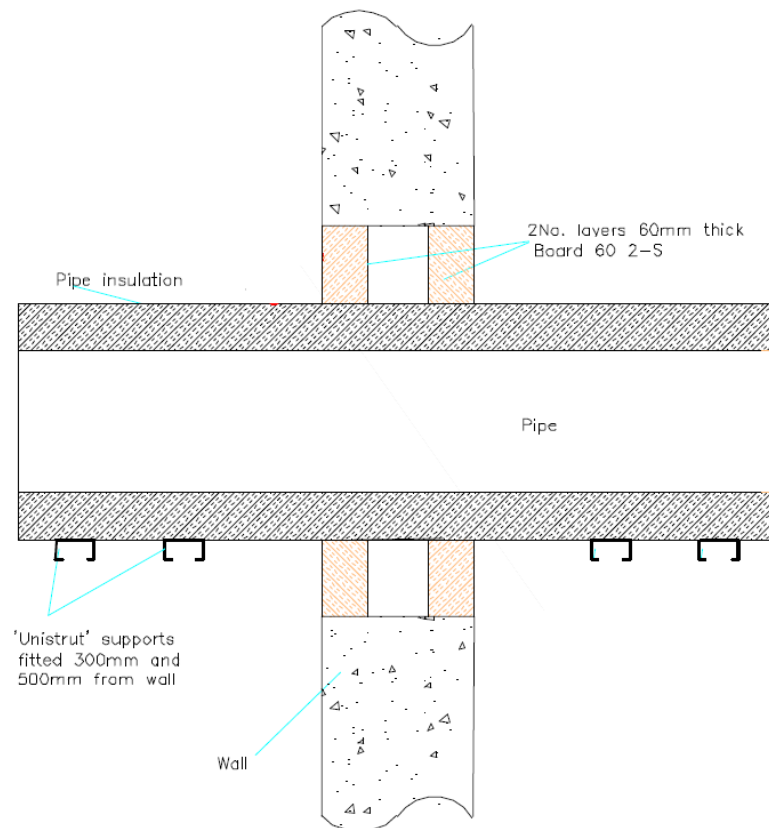 2No. layers 60mm thick
Board 60 2-S
Pipe insulation
Pipe
'Unistrut' supports
fitted 300mm and
500mm from wall
Wall